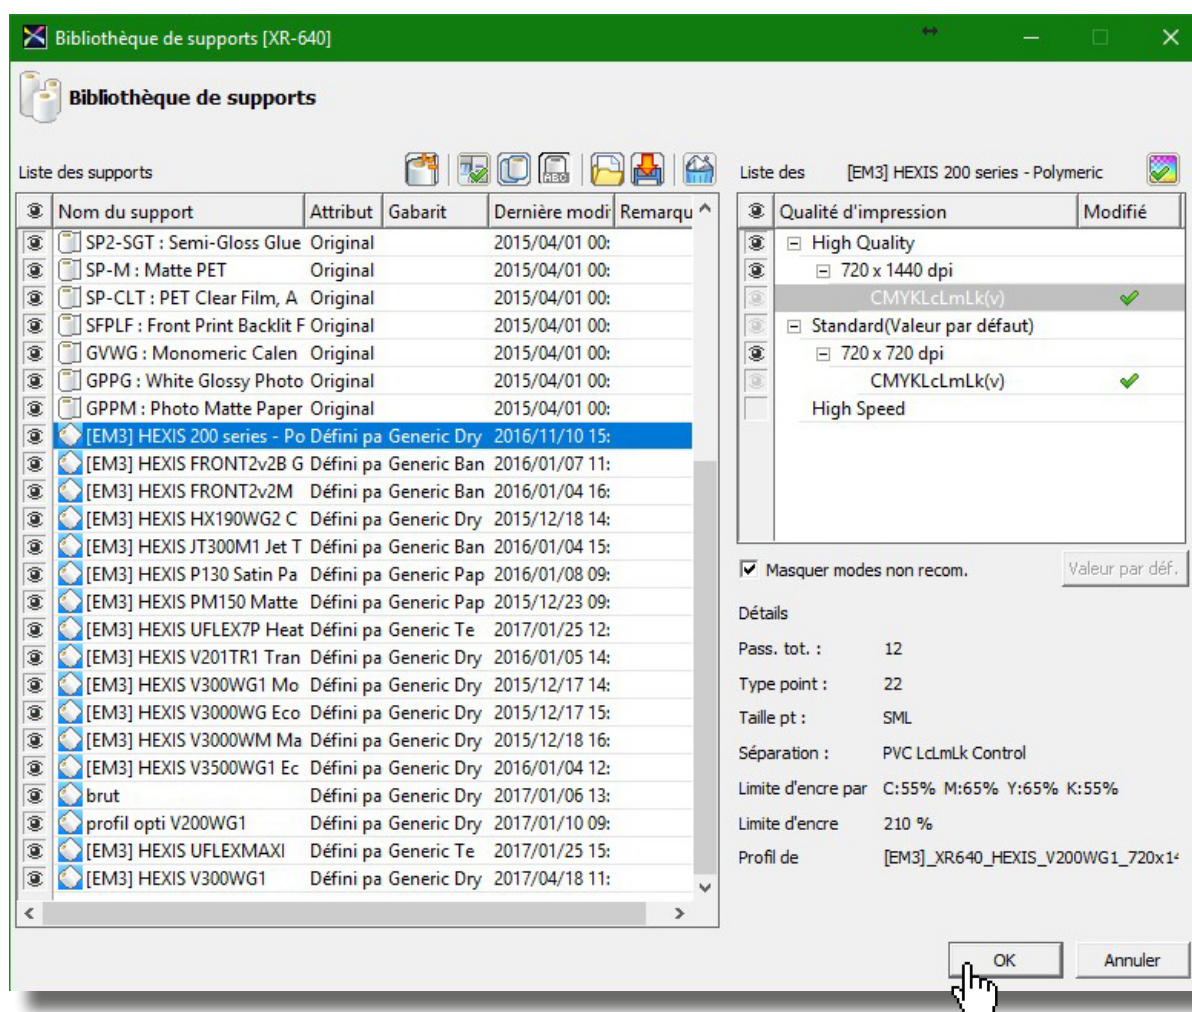 Bibliothèque de supports [XR-640]
Bibliothèque de supports
Liste des supports
ABC
Nom du support Attribut Gabarit Dernière modi Remarqu
SP2-SGT : Semi-Gloss Glue Original 2015/04/01 00:
SP-M : Matte PET Original 2015/04/01 00:
SP-CLT : PET Clear Film, A Original 2015/04/01 00:
SFPLF : Front Print Backlit F Original 2015/04/01 00:
GVWG : Monomeric Calen Original 2015/04/01 00:
GPPG : White Glossy Photo Original 2015/04/01 00:
GPPM : Photo Matte Paper Original 2015/04/01 00:
[EM3] HEXIS 200 series - Po Défini pa Generic Dry 2016/11/10 15:
[EM3] HEXIS FRONT2v2B G Défini pa Generic Ban 2016/01/07 11:
[EM3] HEXIS FRONT2v2M Défini pa Generic Ban 2016/01/04 16:
[EM3] HEXIS HX190WG2 C Défini pa Generic Dry 2015/12/18 14:
[EM3] HEXIS JT300M1 Jet T Défini pa Generic Ban 2016/01/04 15:
[EM3] HEXIS P130 Satin Pa Défini pa Generic Pap 2016/01/08 09:
[EM3] HEXIS PM150 Matte Défini pa Generic Pap 2015/12/23 09:
[EM3] HEXIS UFLEX7P Heat Défini pa Generic Te 2017/01/25 12:
[EM3] HEXIS V201TR1 Tran Défini pa Generic Dry 2016/01/05 14:
[EM3] HEXIS V300WG1 Mo Défini pa Generic Dry 2015/12/17 14:
[EM3] HEXIS V3000WG Eco Défini pa Generic Dry 2015/12/17 15:
[EM3] HEXIS V3000WM Ma Défini pa Generic Dry 2015/12/18 16:
[EM3] HEXIS V3500WG1 Ec Défini pa Generic Dry 2016/01/04 12:
brut Défini pa Generic Dry 2017/01/06 13:
profil opti V200WG1 Défini pa Generic Dry 2017/01/10 09:
[EM3] HEXIS UFLEXMAXI Défini pa Generic Te 2017/01/25 15:
[EM3] HEXIS V300WG1 Défini pa Generic Dry 2017/04/18 11:
Liste des [EM3] HEXIS 200 series - Polymeric
Qualité d'impression Modifié
High Quality
720 x 1440 dpi
CMYKLcLmLk(v)
Standard(Valeur par défaut)
720 x 720 dpi
CMYKLcLmLk(v)
High Speed
Masquer modes non recom. Valeur par déf.
Détails
Pass. tot. : 12
Type point : 22
Taille pt : SML
Séparation : PVC LcLmLk Control
Limite d'encre par C:55% M:65% Y:65% K:55%
Limite d'encre 210 %
Profil de [EM3]_XR640_HEXIS_V200WG1_720x14
OK Annuler